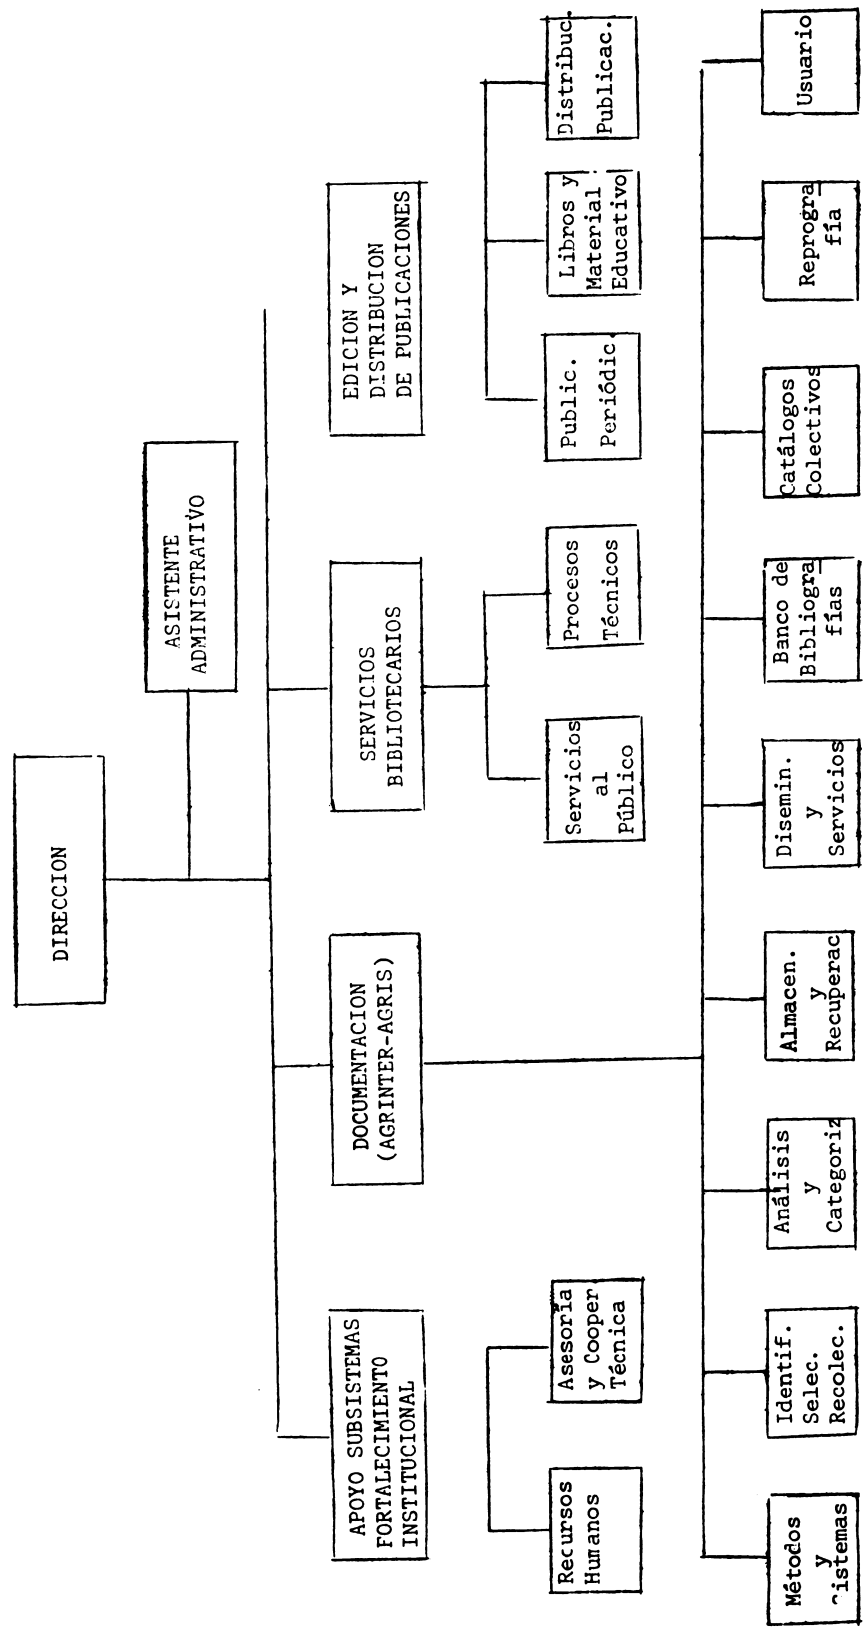 DIRECCION
ASISTENTE
ADMINISTRATIVO
APOYO SUBSISTEMAS
FORTALECIMIENTO
INSTITUCIONAL
DOCUMENTACION
(AGRINTER-AGRIS)
SERVICIOS
BIBLIOTECARIOS
EDICION Y
DISTRIBUCION
DE PUBLICACIONES
Recursos
Humanos
Asesoría
y Cooper
Técnica
Servicios
al
Público
Procesos
Técnicos
Public.
Periódic.
Libros y
Material
Educativo
Distribuc.
Publicac.
Métodos
y
Sistemas
Identif.
Selec.
Recolec.
Análisis
y
Categoriz
Almacen.
y
Recuperac
Disemin.
y
Servicios
Banco de
Bibliogra_
fías
Catálogos
Colectivos
Reprogra_
fía
Usuario